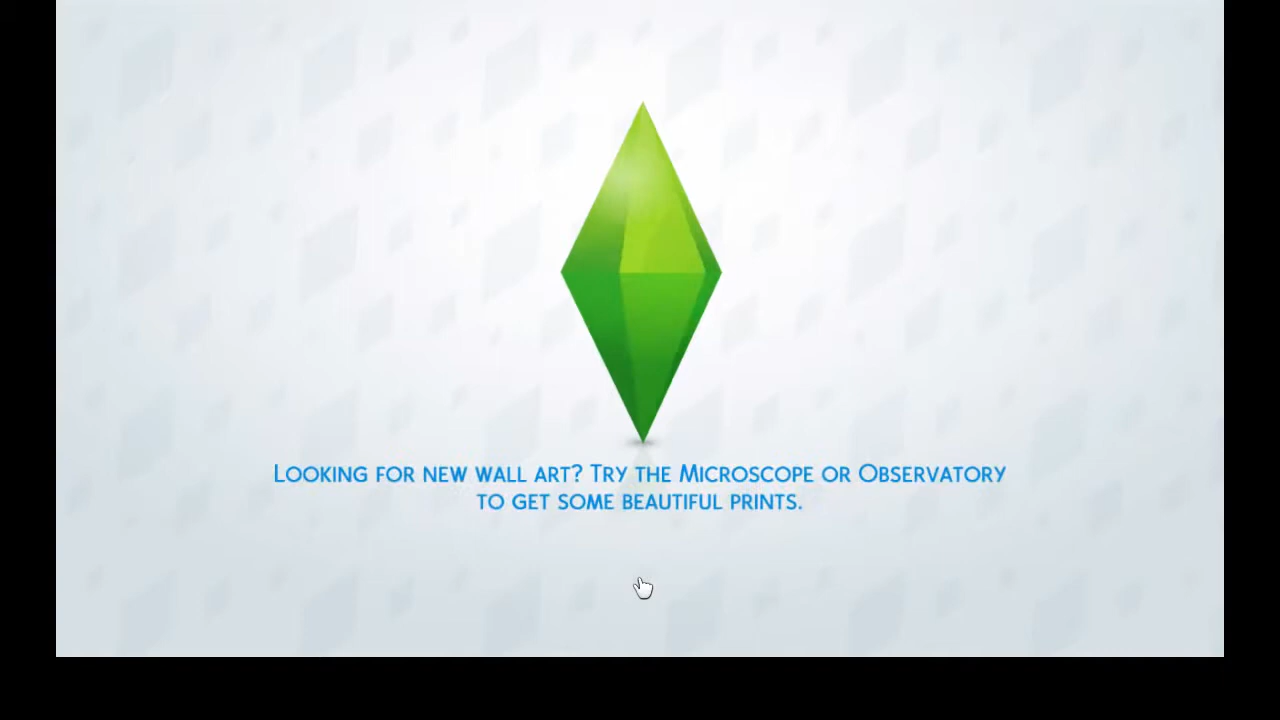 Looking for new wall art? Try the Microscope or Observatory
to get some beautiful prints.